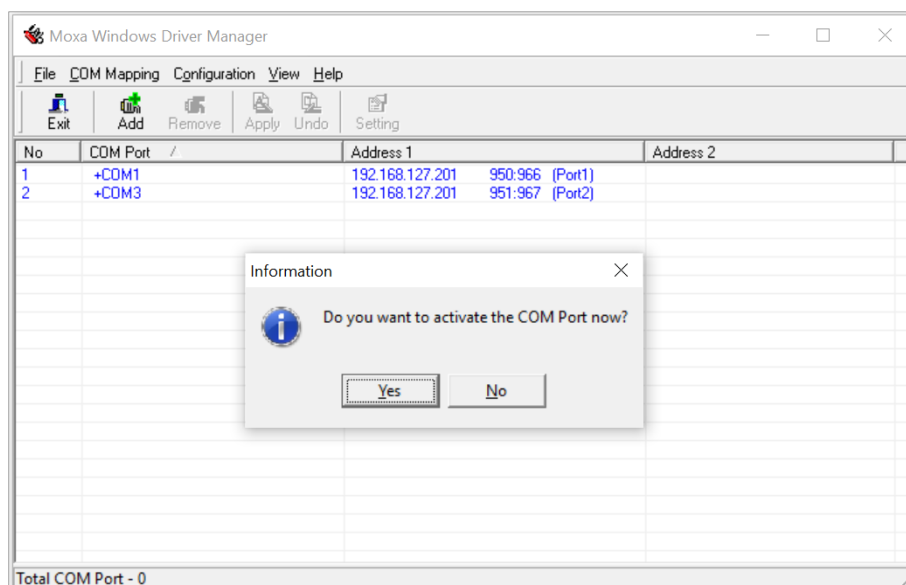 Moxa Windows Driver Manager
File COM Mapping Configuration View Help
Exit Add Remove Apply Undo Setting
No COM Port / Address 1 Address 2
1 +COM1 192.168.127.201 950:966 (Port1)
2 +COM3 192.168.127.201 951:967 (Port2)
Information
Do you want to activate the COM Port now?
Yes No
Total COM Port - 0